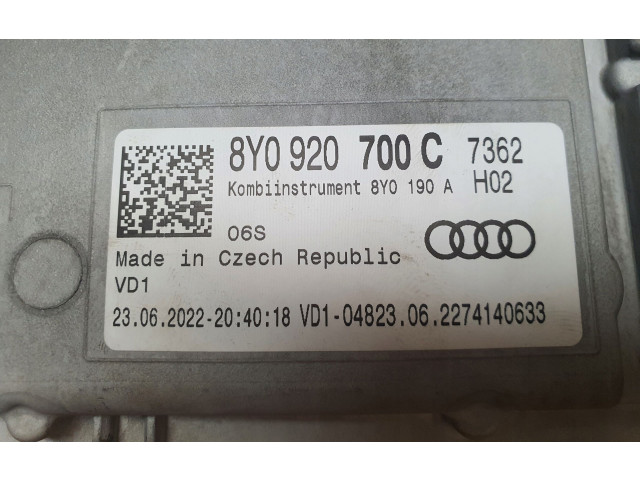 8Y0 920 700 C 7362
Kombiinstrument 8Y0 190 A H02
06S
Made in Czech Republic
VD1
23.06.2022-20:40:18 VD1-04823.06.2274140633